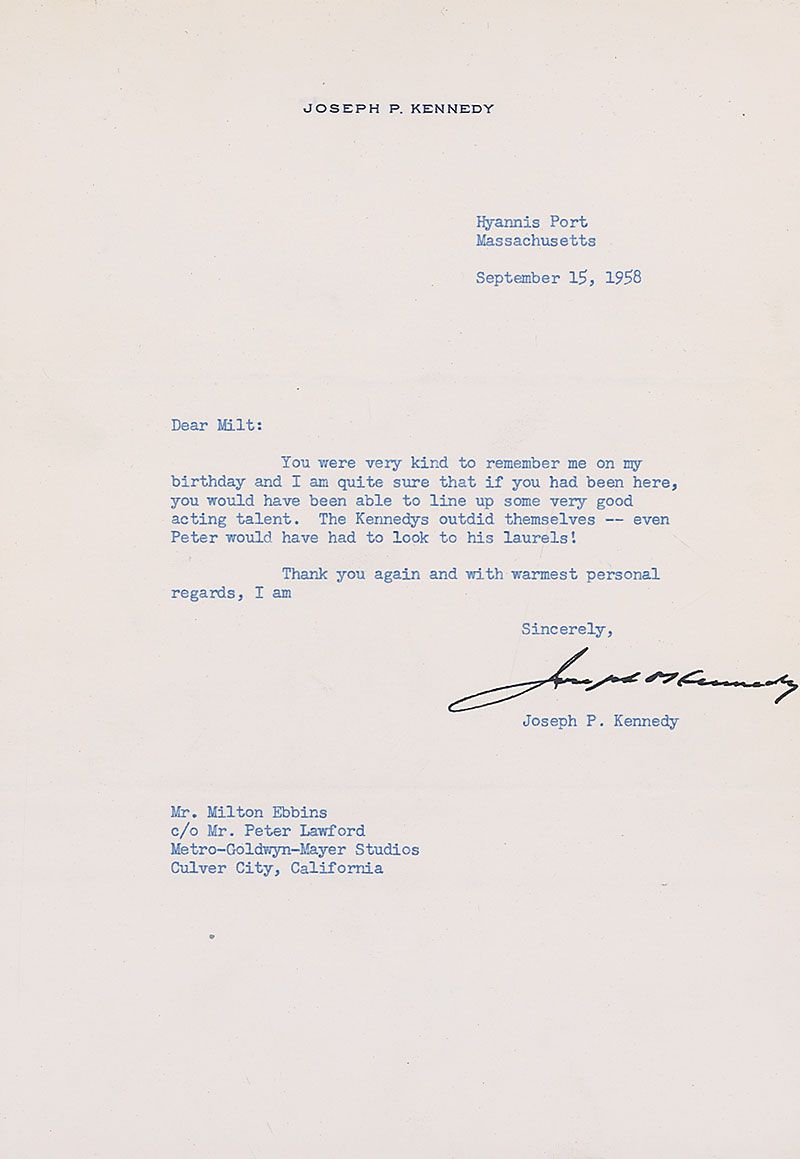 JOSEPH P. KENNEDY
Hyannis Port
Massachusetts
September 15, 1958
Dear Milt:
You were very kind to remember me on my
birthday and I am quite sure that if you had been here,
you would have been able to line up some very good
acting talent. The Kennedys outdid themselves -- even
Peter would have had to look to his laurels!
Thank you again and with warmest personal
regards, I am
Sincerely,
Joseph P Kennedy
Joseph P. Kennedy
Mr. Milton Ebbins
c/o Mr. Peter Lawford
Metro-Goldwyn-Mayer Studios
Culver City, California